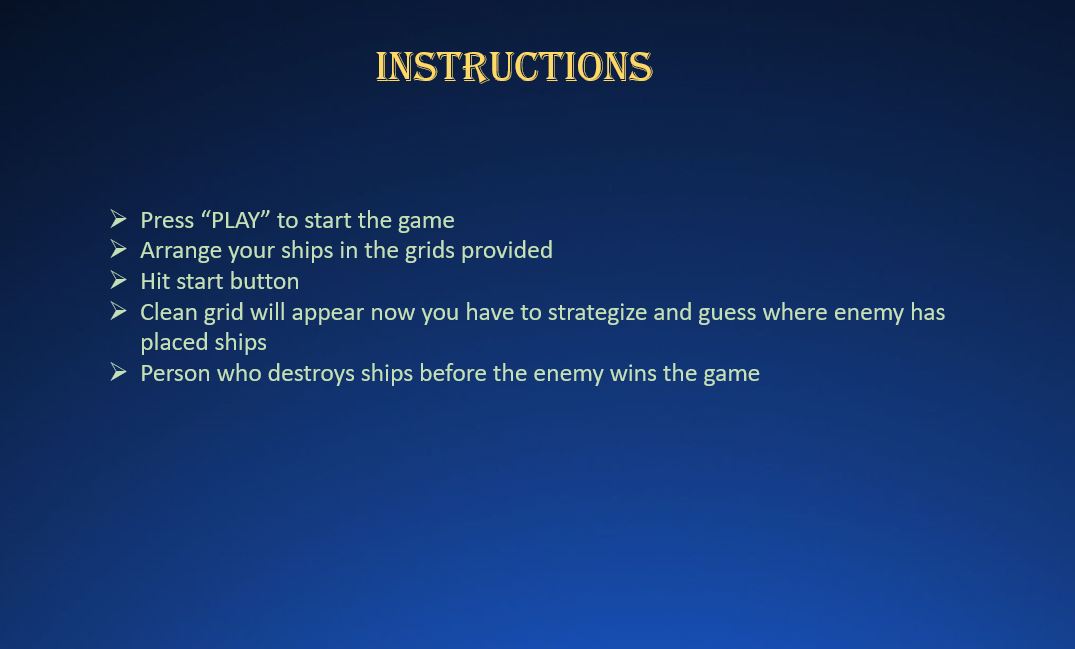 INSTRUCTIONS
➢ Press “PLAY” to start the game
➢ Arrange your ships in the grids provided
➢ Hit start button
➢ Clean grid will appear now you have to strategize and guess where enemy has
placed ships
➢ Person who destroys ships before the enemy wins the game